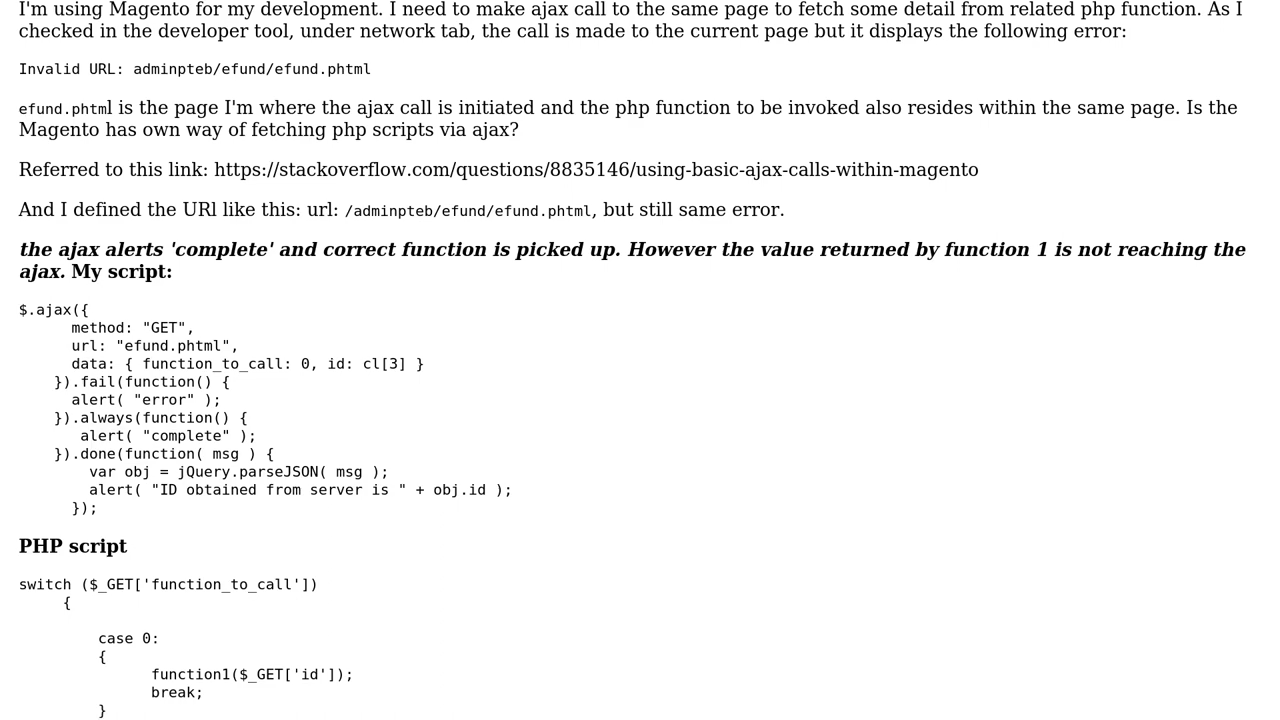 I'm using Magento for my development. I need to make ajax call to the same page to fetch some detail from related php function. As I
checked in the developer tool, under network tab, the call is made to the current page but it displays the following error:
Invalid URL: adminpteb/efund/efund.phtml
efund.phtml is the page I'm where the ajax call is initiated and the php function to be invoked also resides within the same page. Is the
Magento has own way of fetching php scripts via ajax?
Referred to this link: https://stackoverflow.com/questions/8835146/using-basic-ajax-calls-within-magento
And I defined the URl like this: url: /adminpteb/efund/efund.phtml, but still same error.
the ajax alerts 'complete' and correct function is picked up. However the value returned by function 1 is not reaching the
ajax. My script:
$.ajax({
      method: "GET",
      url: "efund.phtml",
      data: { function_to_call: 0, id: cl[3] }
    }).fail(function() {
      alert( "error" );
    }).always(function() {
       alert( "complete" );
    }).done(function( msg ) {
        var obj = jQuery.parseJSON( msg );
        alert( "ID obtained from server is " + obj.id );
      });
PHP script
switch ($_GET['function_to_call'])
     {
         case 0:
         {
               function1($_GET['id']);
               break;
         }